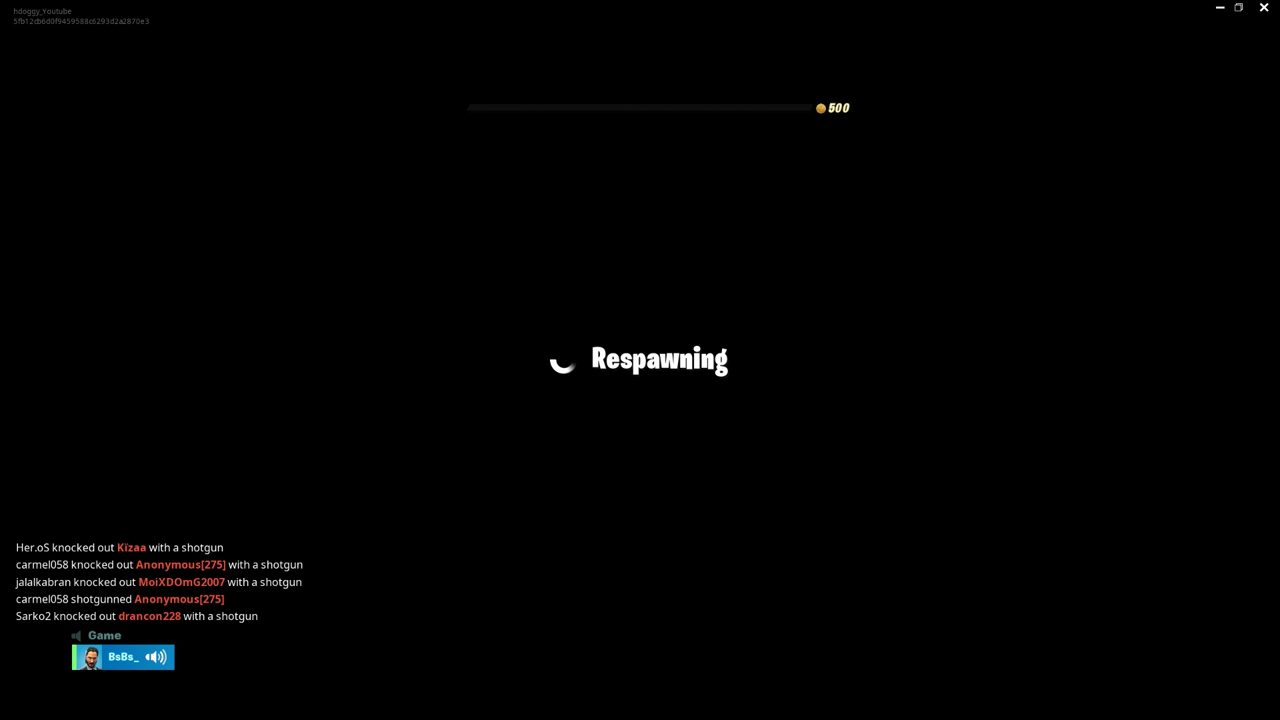 hdoggy_Youtube
5fb12cb6d0f9459588c6293d2a2870e3
500
Respawning
Her.oS knocked out Kïzaa with a shotgun
carmel058 knocked out Anonymous[275] with a shotgun
jalalkabran knocked out MoiXDOmG2007 with a shotgun
carmel058 shotgunned Anonymous[275]
Sarko2 knocked out drancon228 with a shotgun
Game
BsBs_